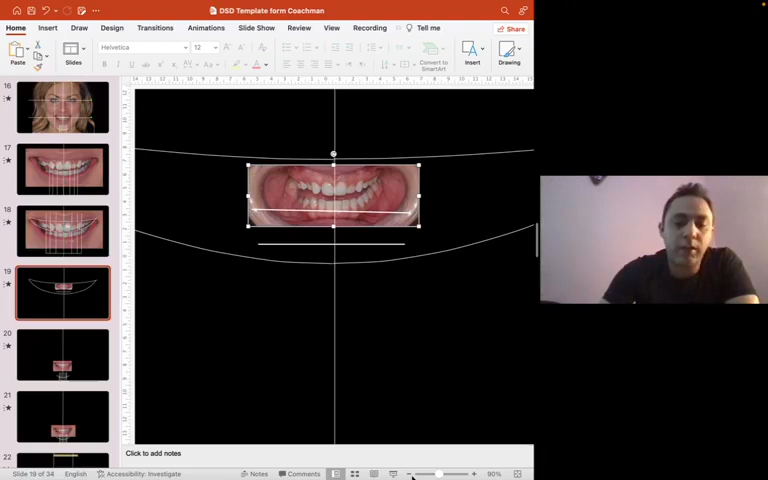 DSD Template form Coachman
Home Insert Draw Design Transitions Animations Slide Show Review Recording Tell me Share
Helvetica 12
Paste Slides Convert to SmartArt Insert Drawing
16
17
18
19
20
21
22
Click to add notes
Slide 19 of 34 English Accessibility: Investigate Notes Comments 90%